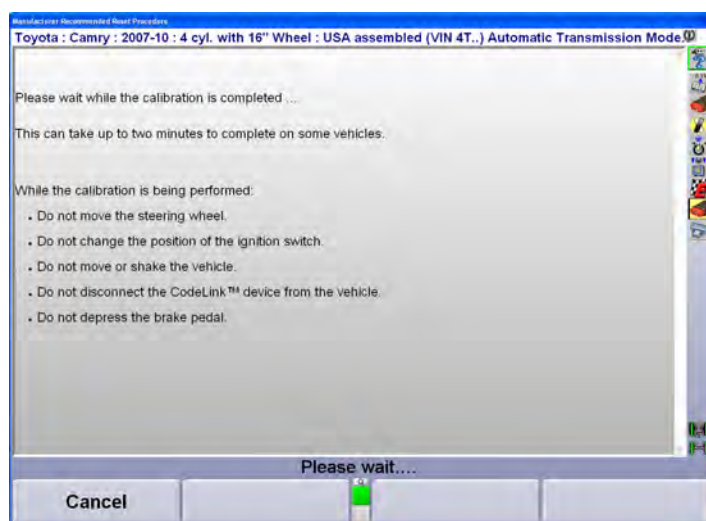 Manufacturer Recommended Reset Procedure
Toyota : Camry : 2007-10 : 4 cyl. with 16" Wheel : USA assembled (VIN 4T..) Automatic Transmission Mode
Please wait while the calibration is completed ...
This can take up to two minutes to complete on some vehicles.
While the calibration is being performed:
• Do not move the steering wheel.
• Do not change the position of the ignition switch.
• Do not move or shake the vehicle.
• Do not disconnect the CodeLink™ device from the vehicle.
• Do not depress the brake pedal.
Please wait....
Cancel